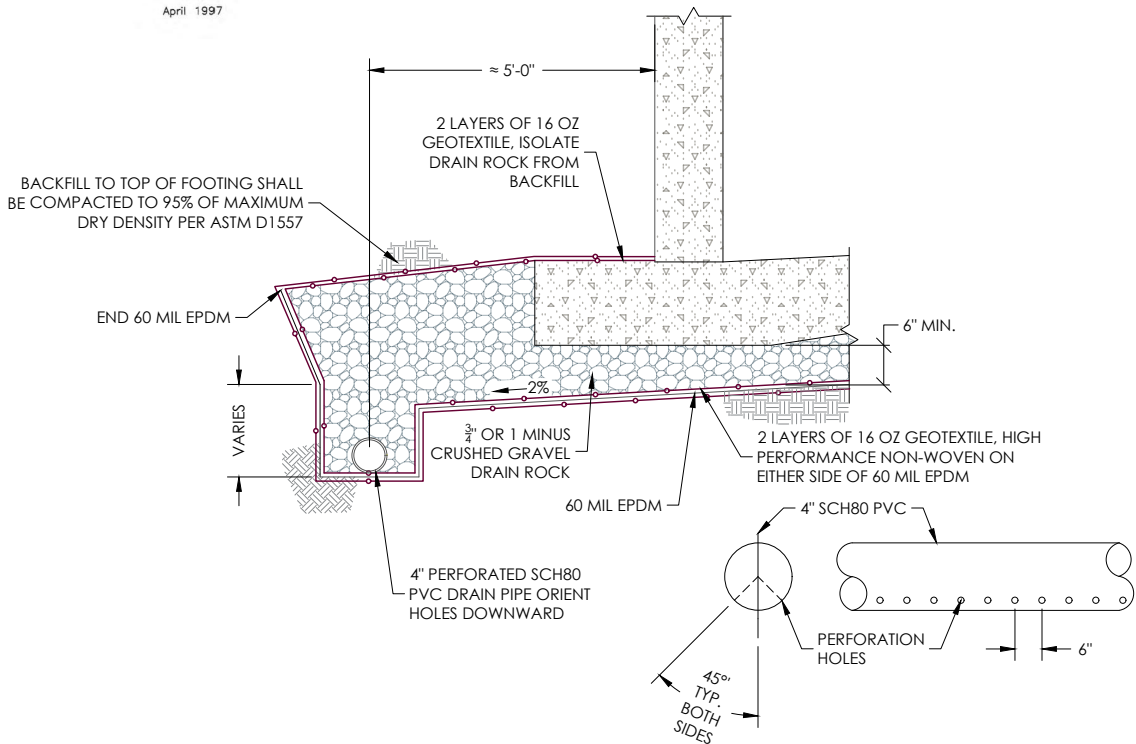 April 1997
≈ 5'-0"
2 LAYERS OF 16 OZ
GEOTEXTILE, ISOLATE
DRAIN ROCK FROM
BACKFILL
BACKFILL TO TOP OF FOOTING SHALL
BE COMPACTED TO 95% OF MAXIMUM
DRY DENSITY PER ASTM D1557
END 60 MIL EPDM
6" MIN.
2%
VARIES
3/4" OR 1 MINUS
CRUSHED GRAVEL
DRAIN ROCK
2 LAYERS OF 16 OZ GEOTEXTILE, HIGH
PERFORMANCE NON-WOVEN ON
EITHER SIDE OF 60 MIL EPDM
60 MIL EPDM
4" SCH80 PVC
4" PERFORATED SCH80
PVC DRAIN PIPE ORIENT
HOLES DOWNWARD
PERFORATION
HOLES
6"
45°'
TYP.
BOTH
SIDES